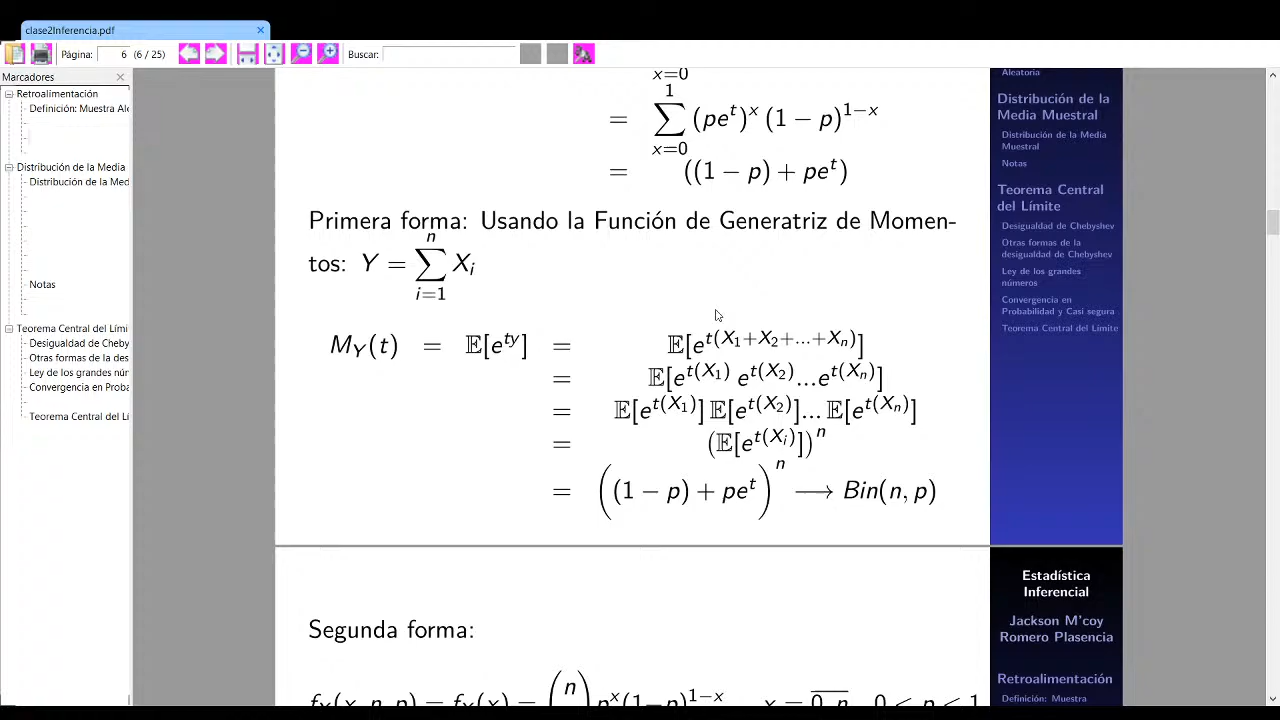 clase2Inferencia.pdf
Página: 6 (6 / 25) Buscar:
Marcadores
Retroalimentación
Definición: Muestra Ale
Distribución de la Media
Distribución de la Med
Notas
Teorema Central del Lími
Desigualdad de Cheby
Otras formas de la des
Ley de los grandes núm
Convergencia en Proba
Teorema Central del Lí
x=0
= ∑_{x=0}^{1} (pe^t)^x (1 − p)^{1−x}
= ((1 − p) + pe^t)
Primera forma: Usando la Función de Generatriz de Momen-
tos: Y = ∑_{i=1}^{n} X_i
M_Y(t) = 𝔼[e^{ty}] = 𝔼[e^{t(X_1+X_2+...+X_n)}]
= 𝔼[e^{t(X_1)} e^{t(X_2)}...e^{t(X_n)}]
= 𝔼[e^{t(X_1)}] 𝔼[e^{t(X_2)}]... 𝔼[e^{t(X_n)}]
= (𝔼[e^{t(X_i)}])^n
= ((1 − p) + pe^t)^n ⟶ Bin(n, p)
Segunda forma:
Aleatoria
Distribución de la
Media Muestral
Distribución de la Media
Muestral
Notas
Teorema Central
del Límite
Desigualdad de Chebyshev
Otras formas de la
desigualdad de Chebyshev
Ley de los grandes
números
Convergencia en
Probabilidad y Casi segura
Teorema Central del Límite
Estadística
Inferencial
Jackson M'coy
Romero Plasencia
Retroalimentación
Definición: Muestra